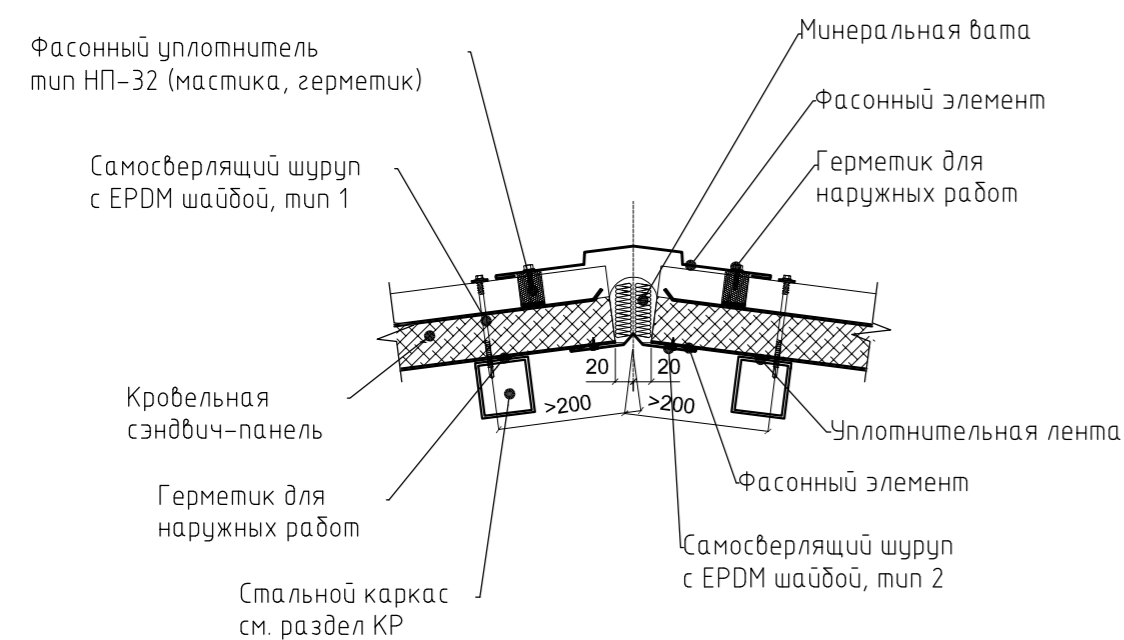 Фасонный уплотнитель
тип НП-32 (мастика, герметик)
Самосверлящий шуруп
с EPDM шайбой, тип 1
Кровельная
сэндвич-панель
Герметик для
наружных работ
Стальной каркас
см. раздел КР
Минеральная вата
Фасонный элемент
Герметик для
наружных работ
20
20
>200
>200
Уплотнительная лента
Фасонный элемент
Самосверлящий шуруп
с EPDM шайбой, тип 2